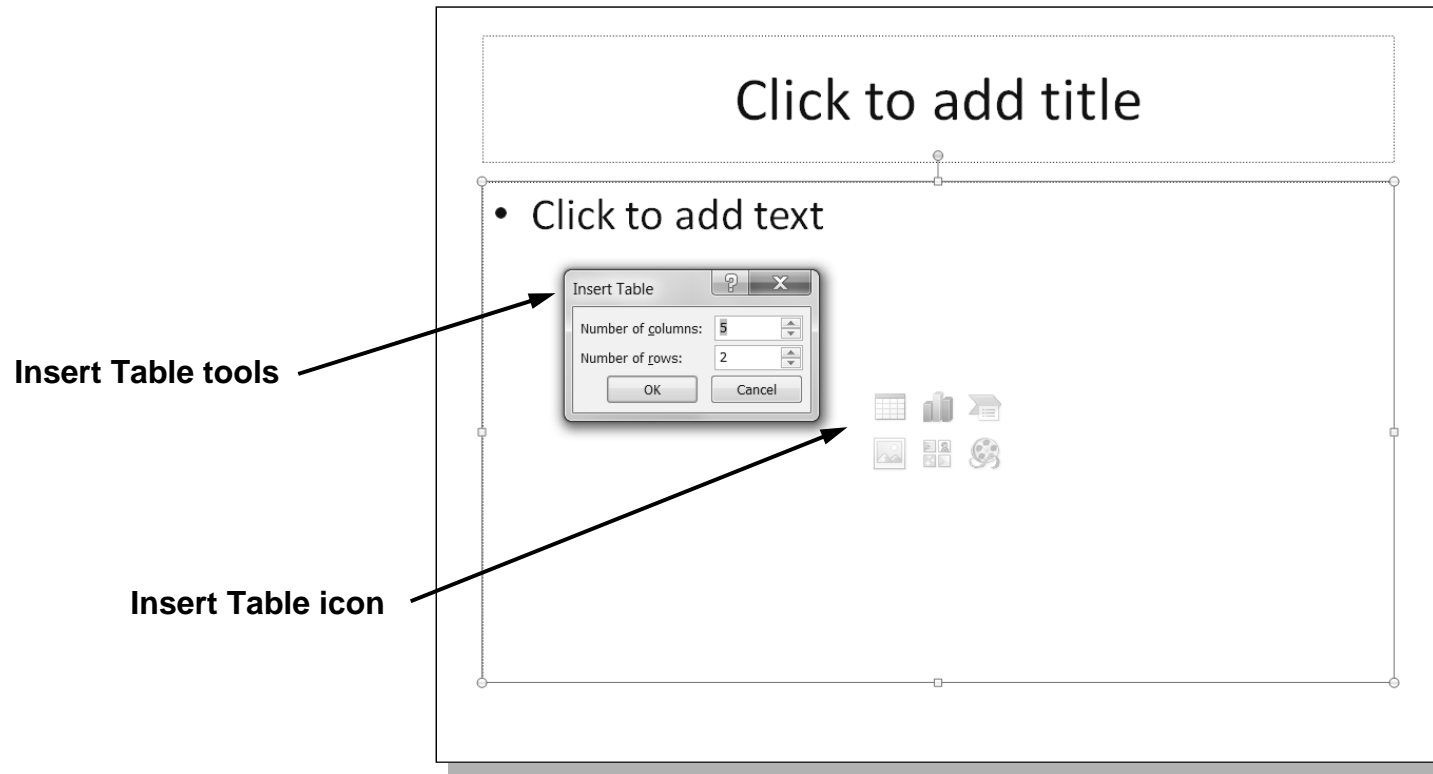 Click to add title
• Click to add text
Insert Table
Number of columns: 5
Number of rows: 2
OK Cancel
Insert Table tools
Insert Table icon